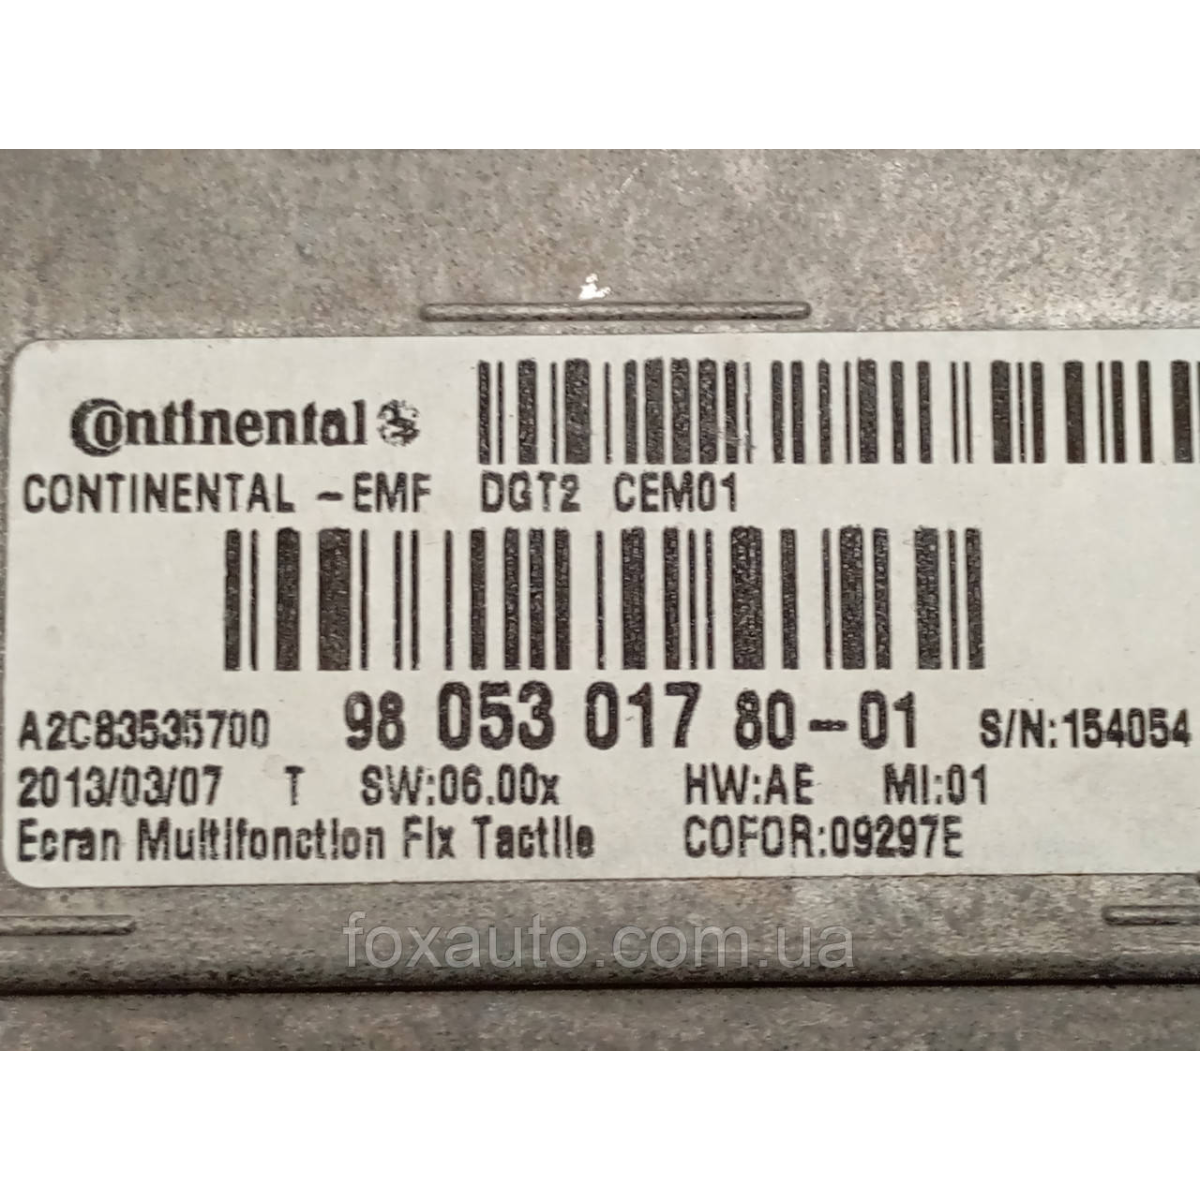 Continental
CONTINENTAL -EMF DGT2 CEM01
A2C83535700 98 053 017 80-01 S/N:154054
2013/03/07 T SW:06.00x HW:AE MI:01
Ecran Multifonction Fix Tactile COFOR:09297E
foxauto.com.ua